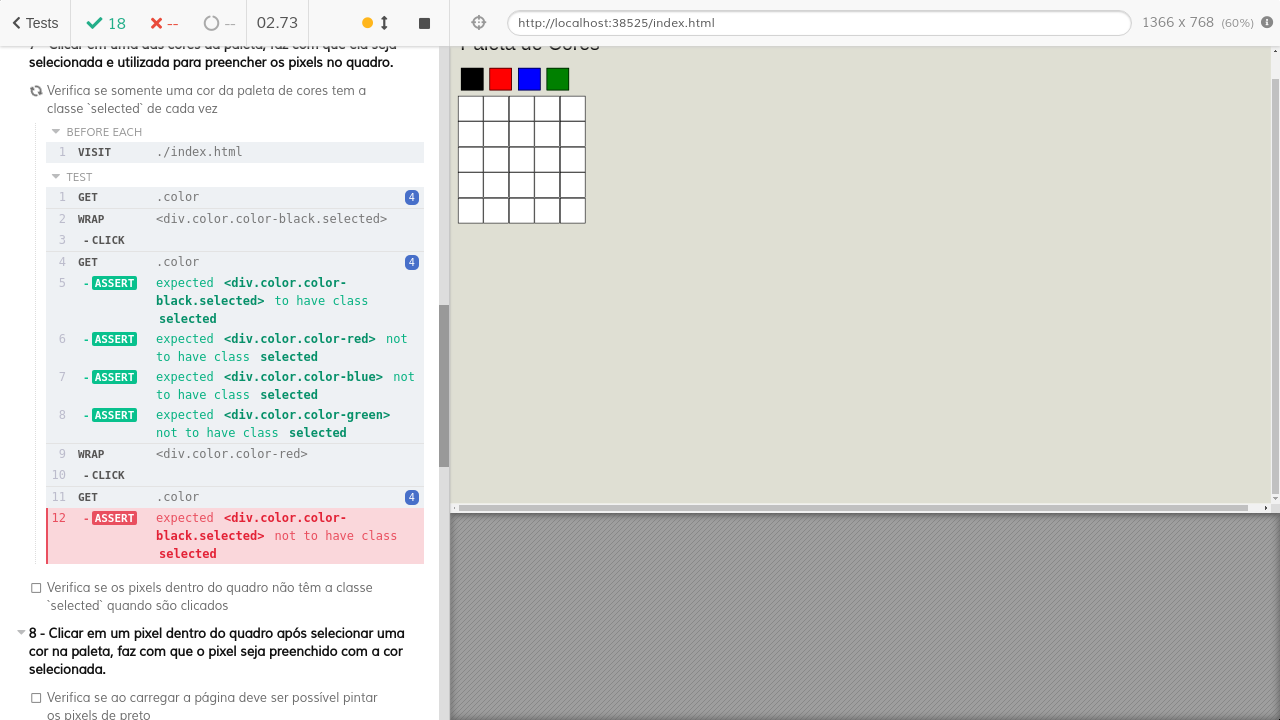 Tests
18
--
--
02.73
http://localhost:38525/index.html
1366 x 768 (60%)
7 - Clicar em uma das cores da paleta, faz com que ela seja
selecionada e utilizada para preencher os pixels no quadro.
Verifica se somente uma cor da paleta de cores tem a
classe `selected` de cada vez
BEFORE EACH
1 VISIT ./index.html
TEST
1 GET .color 4
2 WRAP <div.color.color-black.selected>
3 -CLICK
4 GET .color 4
5 -ASSERT expected <div.color.color-
black.selected> to have class
selected
6 -ASSERT expected <div.color.color-red> not
to have class selected
7 -ASSERT expected <div.color.color-blue> not
to have class selected
8 -ASSERT expected <div.color.color-green>
not to have class selected
9 WRAP <div.color.color-red>
10 -CLICK
11 GET .color 4
12 -ASSERT expected <div.color.color-
black.selected> not to have class
selected
Verifica se os pixels dentro do quadro não têm a classe
`selected` quando são clicados
8 - Clicar em um pixel dentro do quadro após selecionar uma
cor na paleta, faz com que o pixel seja preenchido com a cor
selecionada.
Verifica se ao carregar a página deve ser possível pintar
os pixels de preto
Paleta de Cores